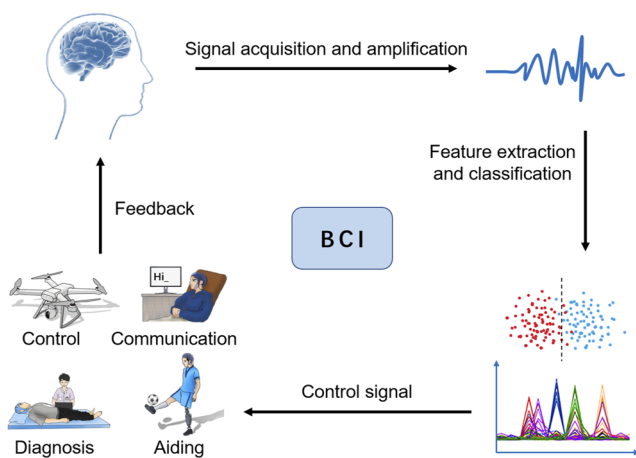 Signal acquisition and amplification
Feature extraction
and classification
Feedback
BCI
Hi_
Control
Communication
Control signal
Diagnosis
Aiding